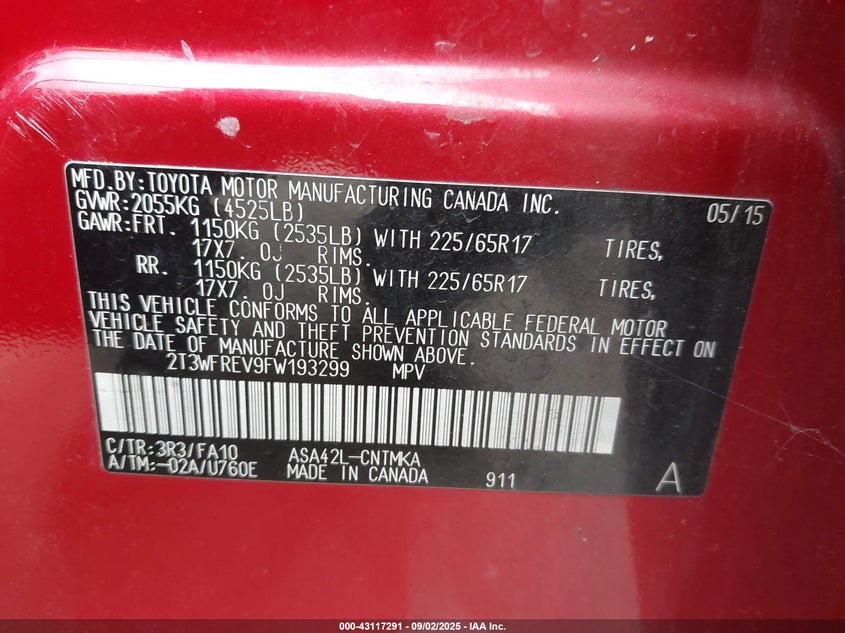 MFD.BY:TOYOTA MOTOR MANUFACTURING CANADA INC. 05/15
GVWR:2055KG (4525LB)
GAWR:FRT. 1150KG (2535LB) WITH 225/65R17 TIRES,
17X7. 0J RIMS.
RR. 1150KG (2535LB) WITH 225/65R17 TIRES,
17X7. 0J RIMS.
THIS VEHICLE CONFORMS TO ALL APPLICABLE FEDERAL MOTOR
VEHICLE SAFETY AND THEFT PREVENTION STANDARDS IN EFFECT ON
THE DATE OF MANUFACTURE SHOWN ABOVE.
2T3WFREV9FW193299 MPV
C/TR:3R3/FA10 ASA42L-CNTMKA
A/TM:-02A/U760E MADE IN CANADA 911 A
000-43117291 - 09/02/2025 - IAA Inc.